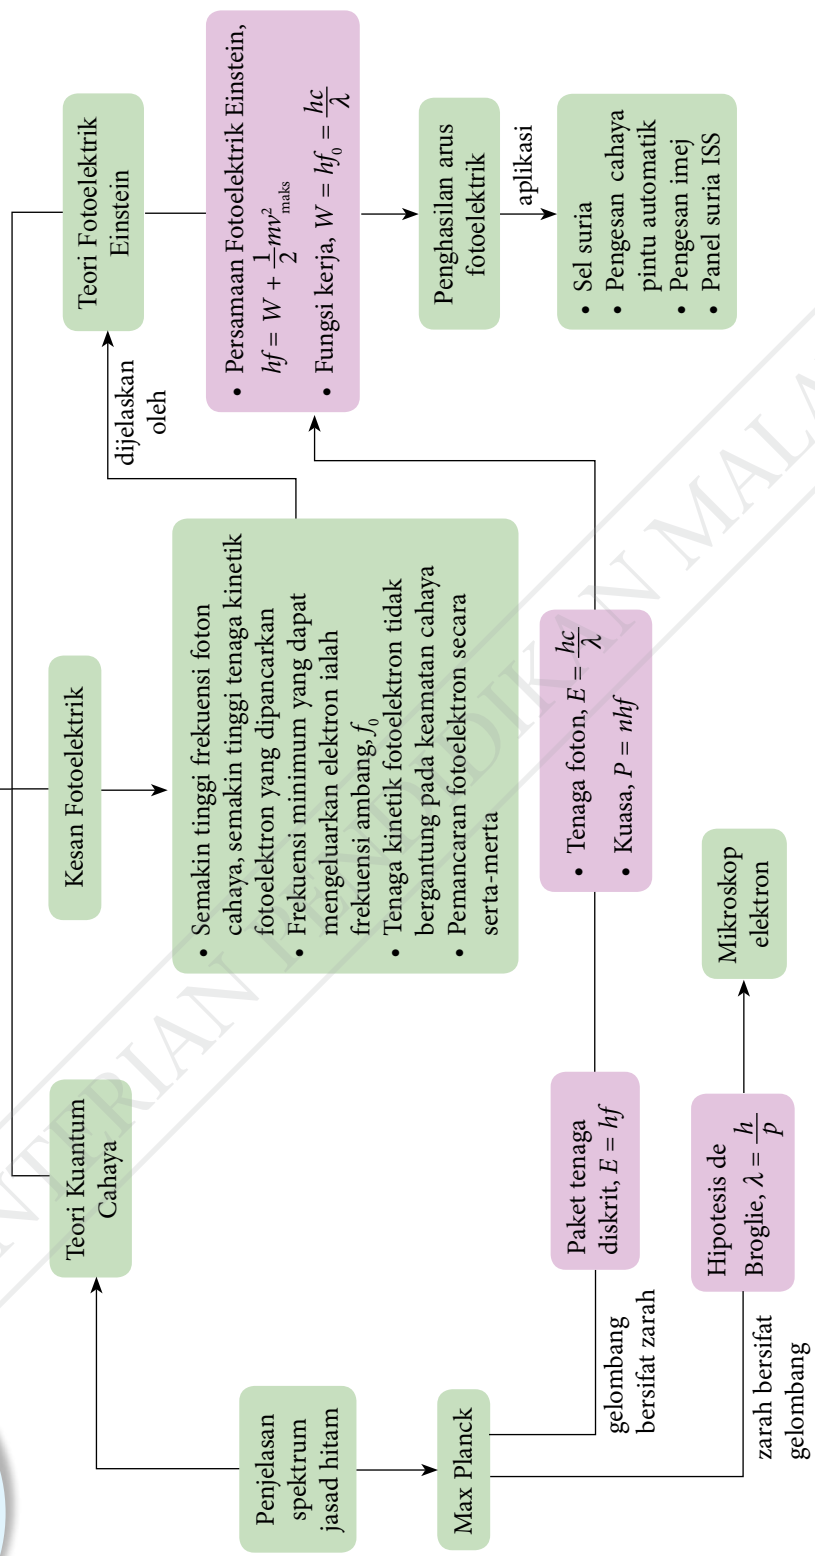 Teori Kuantum
Cahaya
Kesan Fotoelektrik
Teori Fotoelektrik
Einstein
Penjelasan
spektrum
jasad hitam
Max Planck
• Semakin tinggi frekuensi foton
cahaya, semakin tinggi tenaga kinetik
fotoelektron yang dipancarkan
• Frekuensi minimum yang dapat
mengeluarkan elektron ialah
frekuensi ambang, f₀
• Tenaga kinetik fotoelektron tidak
bergantung pada keamatan cahaya
• Pemancaran fotoelektron secara
serta-merta
dijelaskan
oleh
• Persamaan Fotoelektrik Einstein,
hf = W + 1/2 mv²maks
• Fungsi kerja, W = hf₀ = hc/λ
Penghasilan arus
fotoelektrik
aplikasi
• Sel suria
• Pengesan cahaya
pintu automatik
• Pengesan imej
• Panel suria ISS
gelombang
bersifat zarah
Paket tenaga
diskrit, E = hf
• Tenaga foton, E = hc/λ
• Kuasa, P = nhf
zarah bersifat
gelombang
Hipotesis de
Broglie, λ = h/p
Mikroskop
elektron
NTERIAN PENDIDIKAN MALA